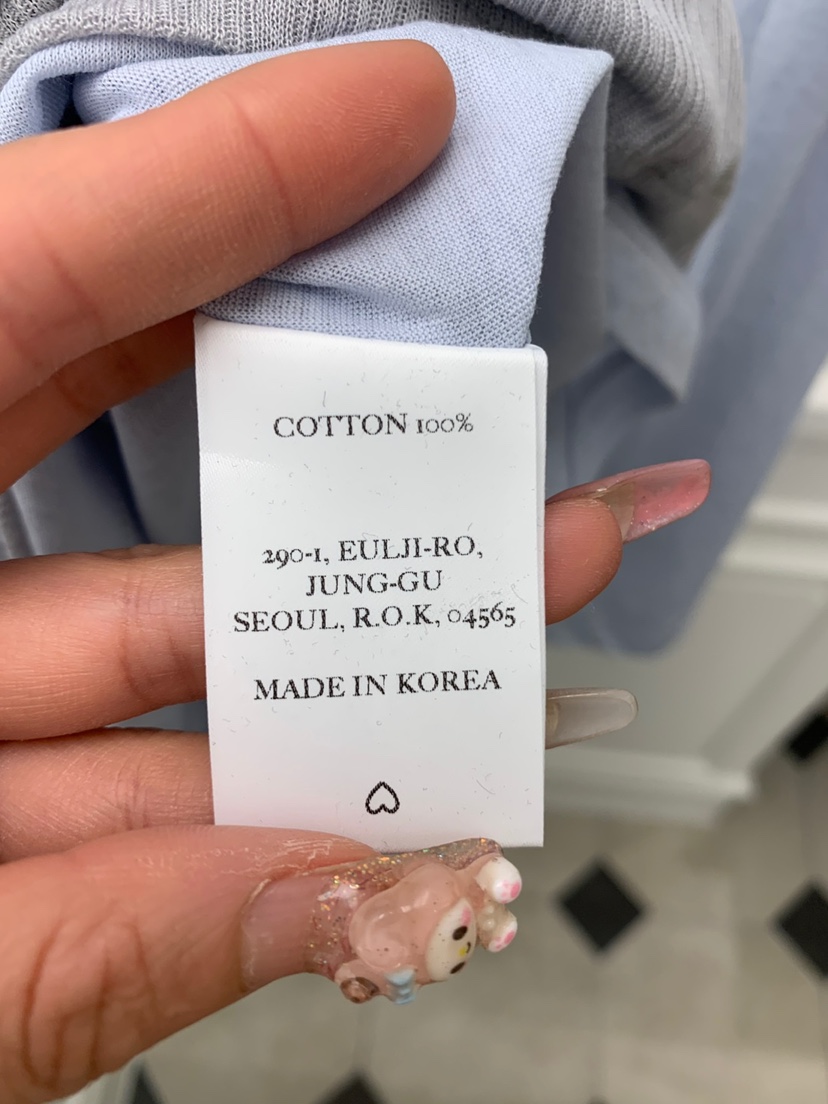 COTTON 100%
290-1, EULJI-RO,
JUNG-GU
SEOUL, R.O.K, 04565
MADE IN KOREA